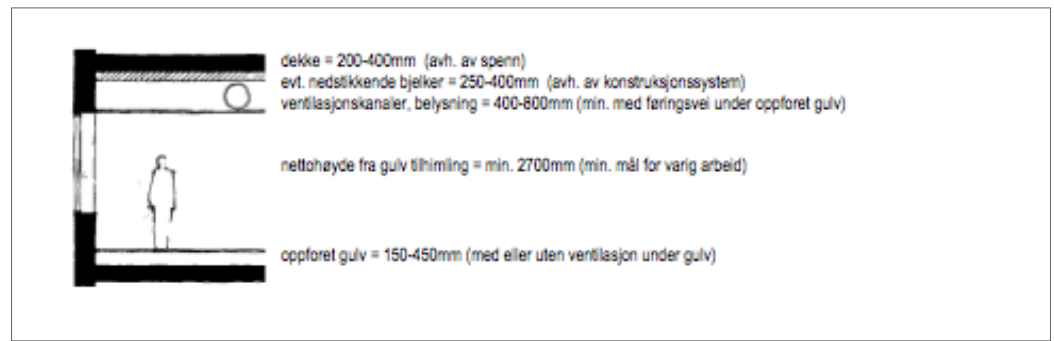 dekke = 200-400mm (avh. av spenn)
evt. nedstikkende bjelker = 250-400mm (avh. av konstruksjonssystem)
ventilasjonskanaler, belysning = 400-800mm (min. med føringsvei under oppforet gulv)
nettohøyde fra gulv tilhimling = min. 2700mm (min. mål for varig arbeid)
oppforet gulv = 150-450mm (med eller uten ventilasjon under gulv)